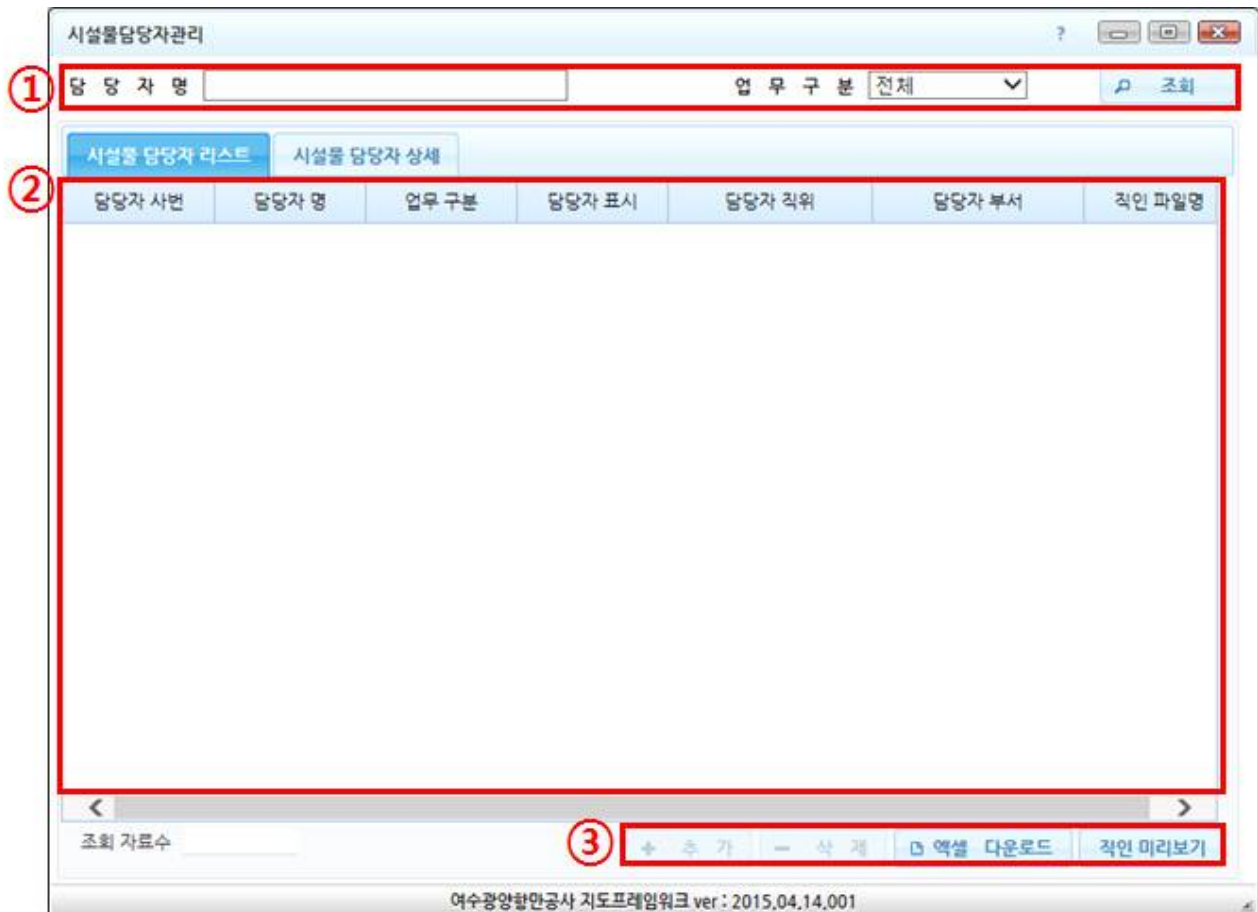 시설물담당자관리 ?
① 담 당 자 명 업 무 구 분 전체 조회
시설물 담당자 리스트 시설물 담당자 상세
②
담당자 사번 담당자 명 업무 구분 담당자 표시 담당자 직위 담당자 부서 직인 파일명
조회 자료수 ③ + 추 가 - 삭 제 엑셀 다운로드 직인 미리보기
여수광양항만공사 지도프레임워크 ver : 2015.04.14.001